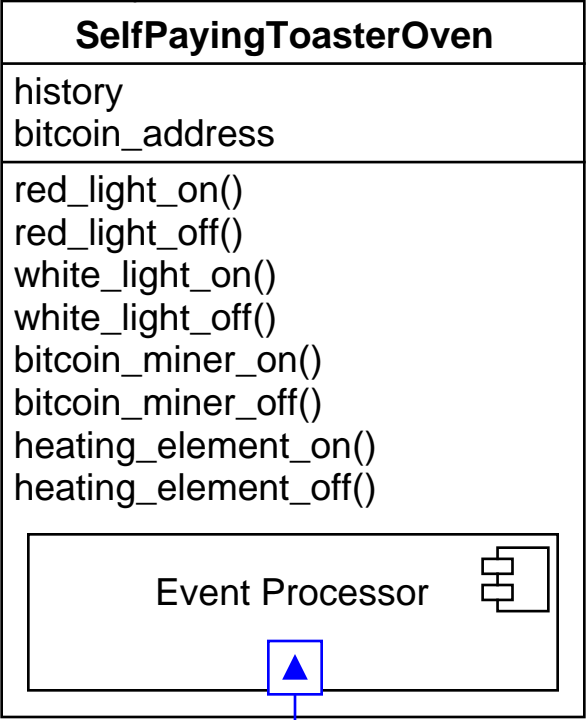 SelfPayingToasterOven
history
bitcoin_address
red_light_on()
red_light_off()
white_light_on()
white_light_off()
bitcoin_miner_on()
bitcoin_miner_off()
heating_element_on()
heating_element_off()
Event Processor